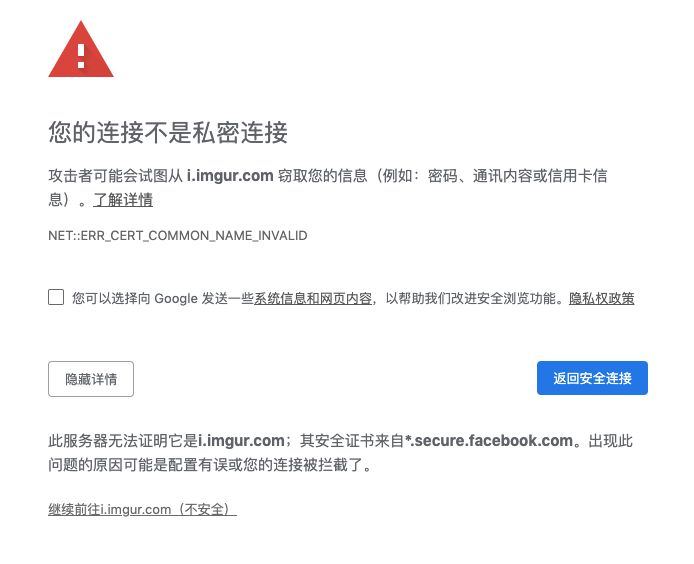 您的连接不是私密连接
攻击者可能会试图从 i.imgur.com 窃取您的信息（例如：密码、通讯内容或信用卡信
息）。了解详情
NET::ERR_CERT_COMMON_NAME_INVALID
您可以选择向 Google 发送一些系统信息和网页内容，以帮助我们改进安全浏览功能。隐私权政策
隐藏详情
返回安全连接
此服务器无法证明它是i.imgur.com；其安全证书来自*.secure.facebook.com。出现此
问题的原因可能是配置有误或您的连接被拦截了。
继续前往i.imgur.com（不安全）